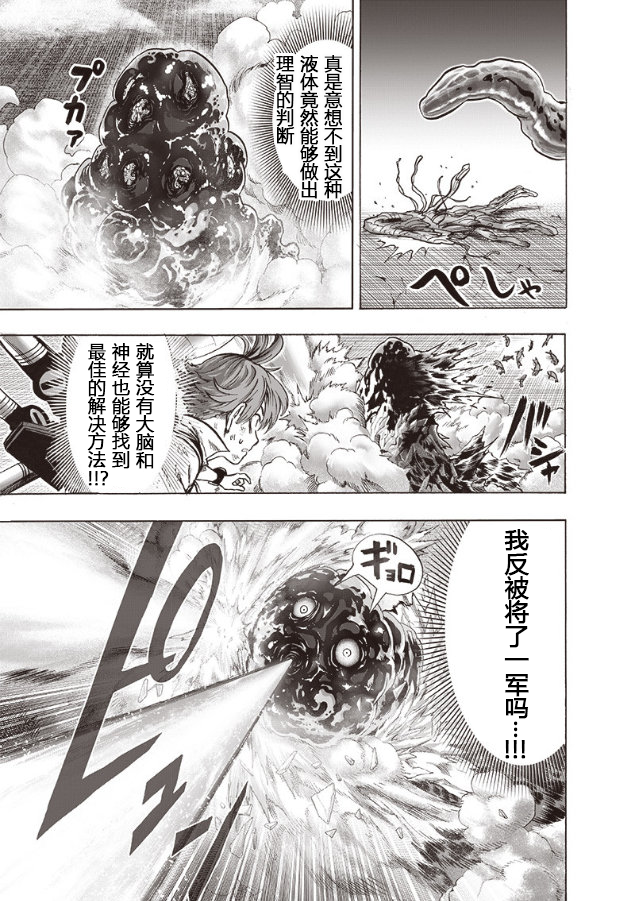 ぺしゃ
真是意想不到这种
液体竟然能够做出
理智的判断
プカァ
ズシャ
就算没有大脑和
神经也能够找到
最佳的解决方法!!?
我反被将了一军吗…!!!
ギョロ
ピュ